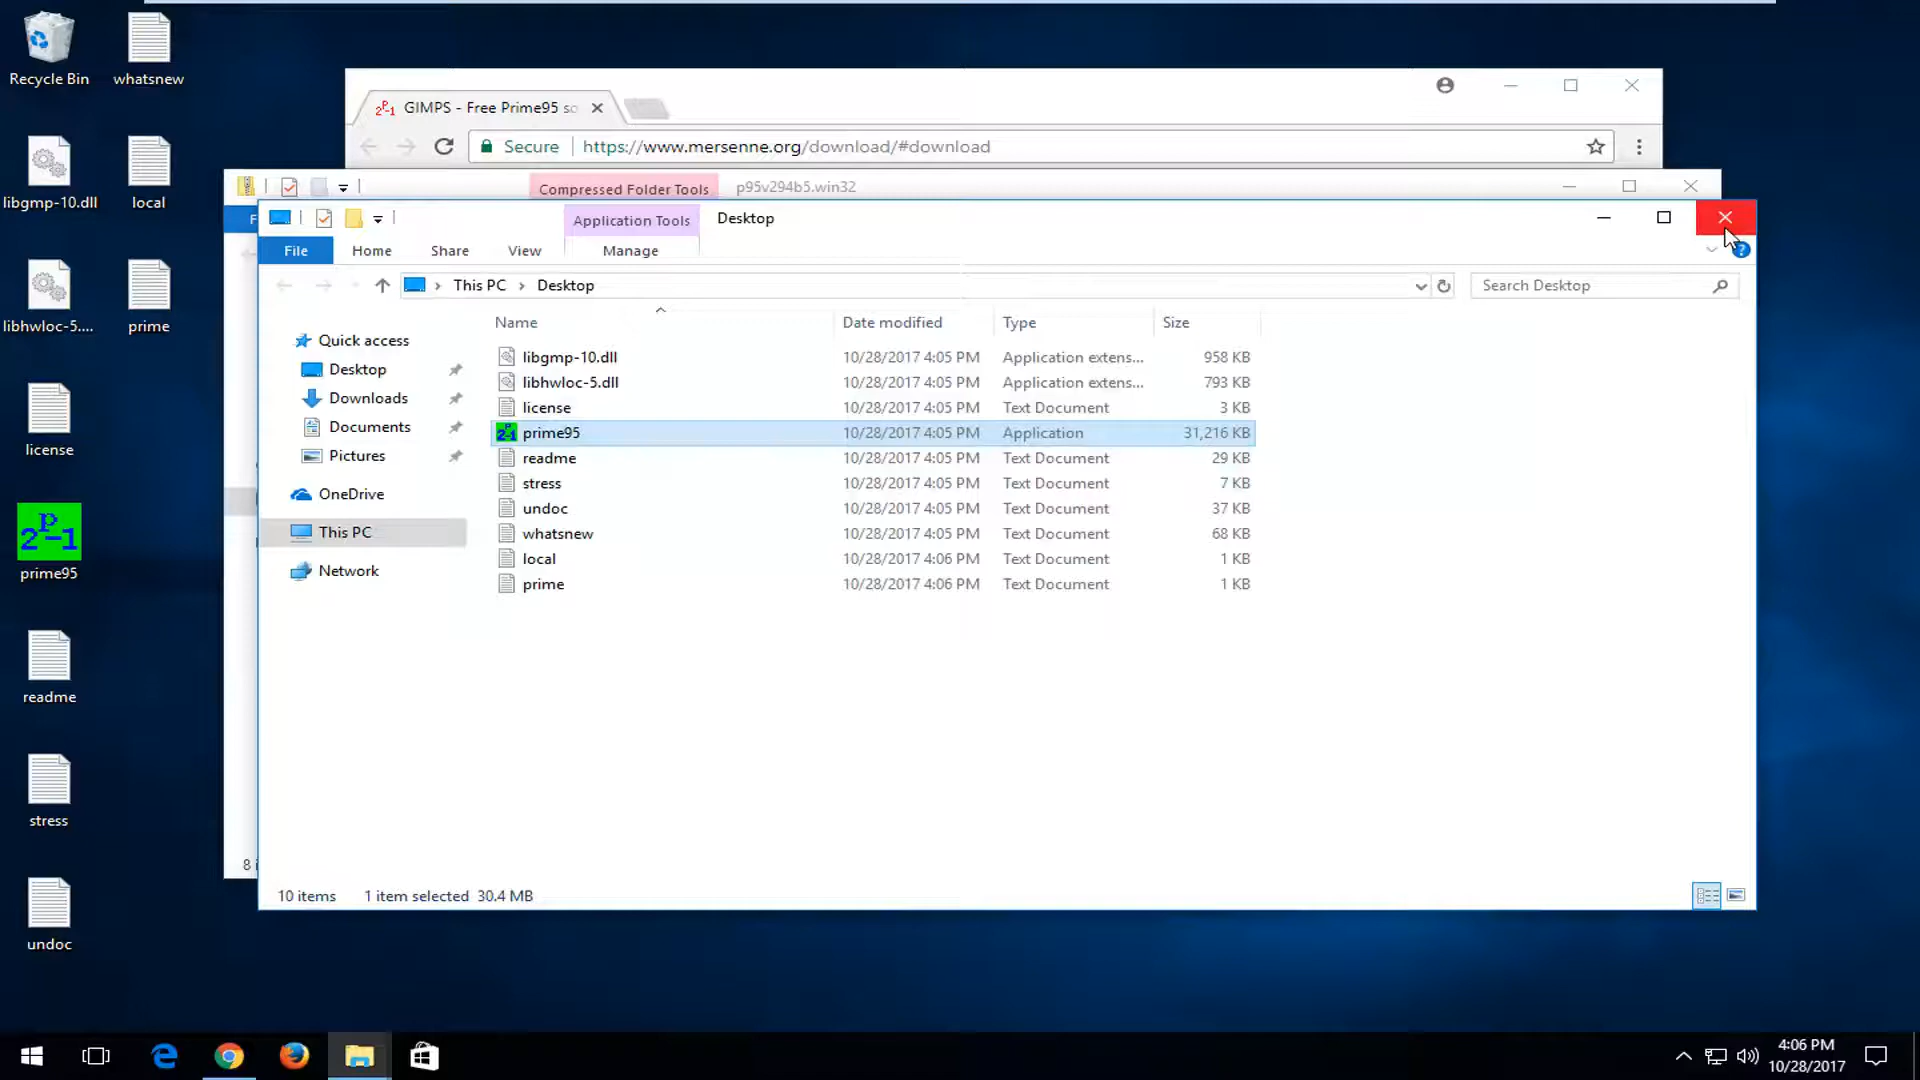 Recycle Bin
whatsnew
libgmp-10.dll
local
libhwloc-5....
prime
license
2P-1
prime95
readme
stress
undoc
2P-1 GIMPS - Free Prime95 so
Secure https://www.mersenne.org/download/#download
Compressed Folder Tools p95v294b5.win32
F
Application Tools Desktop
File Home Share View Manage
?
This PC Desktop
Search Desktop
Name Date modified Type Size
Quick access
Desktop
Downloads
Documents
Pictures
OneDrive
This PC
Network
libgmp-10.dll 10/28/2017 4:05 PM Application extens... 958 KB
libhwloc-5.dll 10/28/2017 4:05 PM Application extens... 793 KB
license 10/28/2017 4:05 PM Text Document 3 KB
prime95 10/28/2017 4:05 PM Application 31,216 KB
readme 10/28/2017 4:05 PM Text Document 29 KB
stress 10/28/2017 4:05 PM Text Document 7 KB
undoc 10/28/2017 4:05 PM Text Document 37 KB
whatsnew 10/28/2017 4:05 PM Text Document 68 KB
local 10/28/2017 4:06 PM Text Document 1 KB
prime 10/28/2017 4:06 PM Text Document 1 KB
8 i
10 items 1 item selected 30.4 MB
4:06 PM
10/28/2017